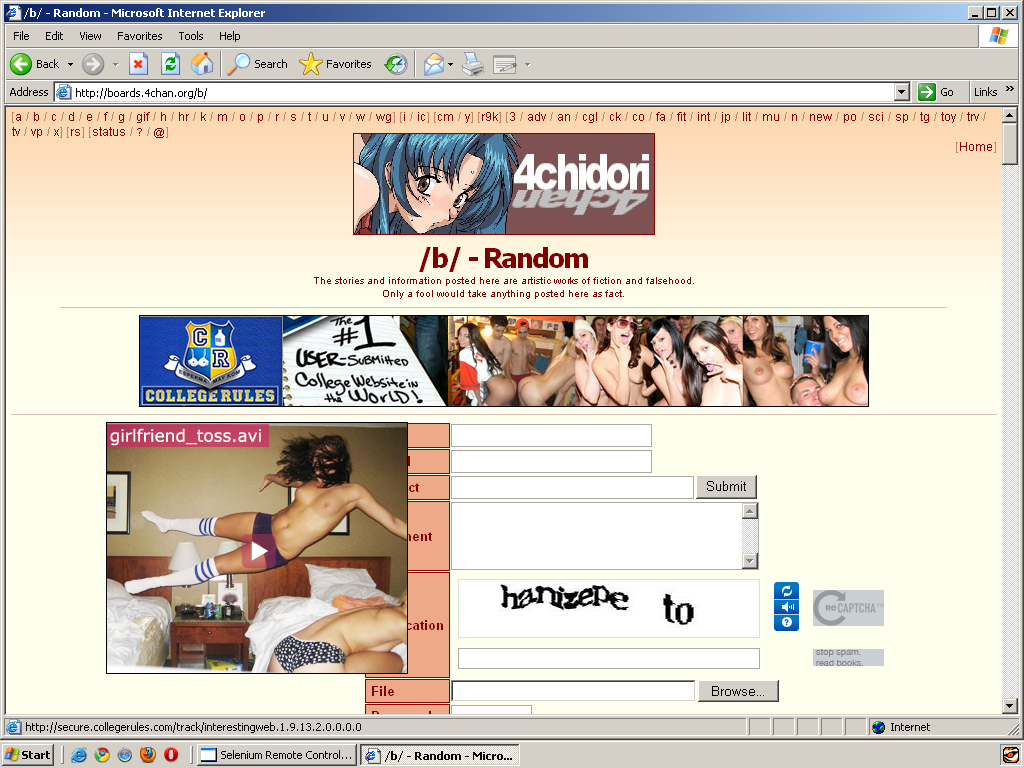 /b/ - Random - Microsoft Internet Explorer
File Edit View Favorites Tools Help
Back Search Favorites
Address http://boards.4chan.org/b/ Go Links »
[a / b / c / d / e / f / g / gif / h / hr / k / m / o / p / r / s / t / u / v / w / wg] [i / ic] [cm / y] [r9k] [3 / adv / an / cgl / ck / co / fa / fit / int / jp / lit / mu / n / new / po / sci / sp / tg / toy / trv /
tv / vp / x] [rs] [status / ? / @]
[Home]
4chidori
4chan
/b/ - Random
The stories and information posted here are artistic works of fiction and falsehood.
Only a fool would take anything posted here as fact.
CR
COLLEGE RULES
The
#1
USER-SUBMITTED
College Website in
the WORLD!
girlfriend_toss.avi
ct Submit
ment
hanizepe to
cation
reCAPTCHA™
stop spam.
read books.
File Browse...
http://secure.collegerules.com/track/interestingweb.1.9.13.2.0.0.0.0 Internet
Start Selenium Remote Control... /b/ - Random - Micro...